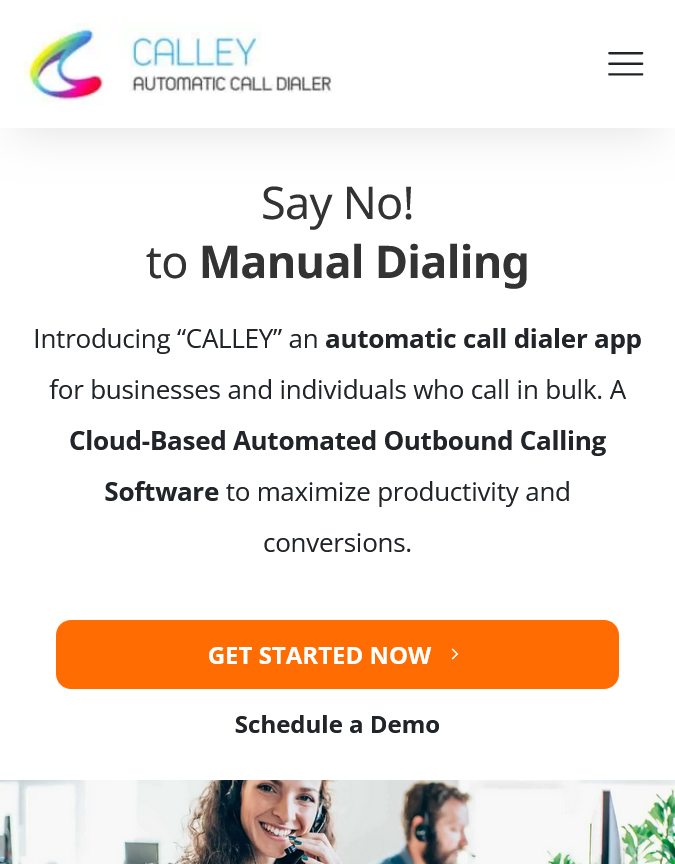 CALLEY
AUTOMATIC CALL DIALER
Say No!
to Manual Dialing
Introducing “CALLEY” an automatic call dialer app
for businesses and individuals who call in bulk. A
Cloud-Based Automated Outbound Calling
Software to maximize productivity and
conversions.
GET STARTED NOW
Schedule a Demo